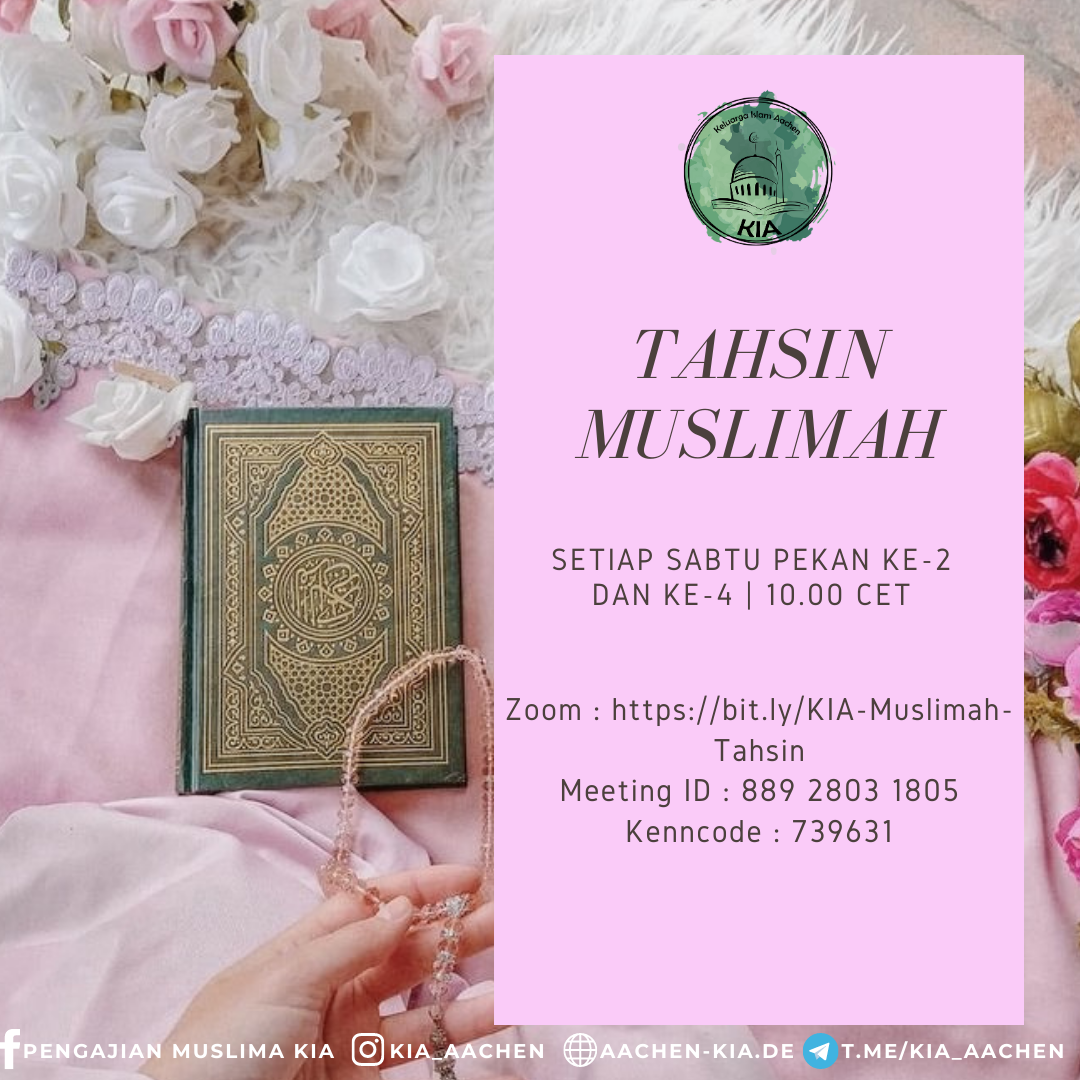 Keluarga Islam Aachen
KIA
TAHSIN
MUSLIMAH
SETIAP SABTU PEKAN KE-2
DAN KE-4 | 10.00 CET
Zoom : https://bit.ly/KIA-Muslimah-
Tahsin
Meeting ID : 889 2803 1805
Kenncode : 739631
PENGAJIAN MUSLIMA KIA KIA_AACHEN AACHEN-KIA.DE T.ME/KIA_AACHEN